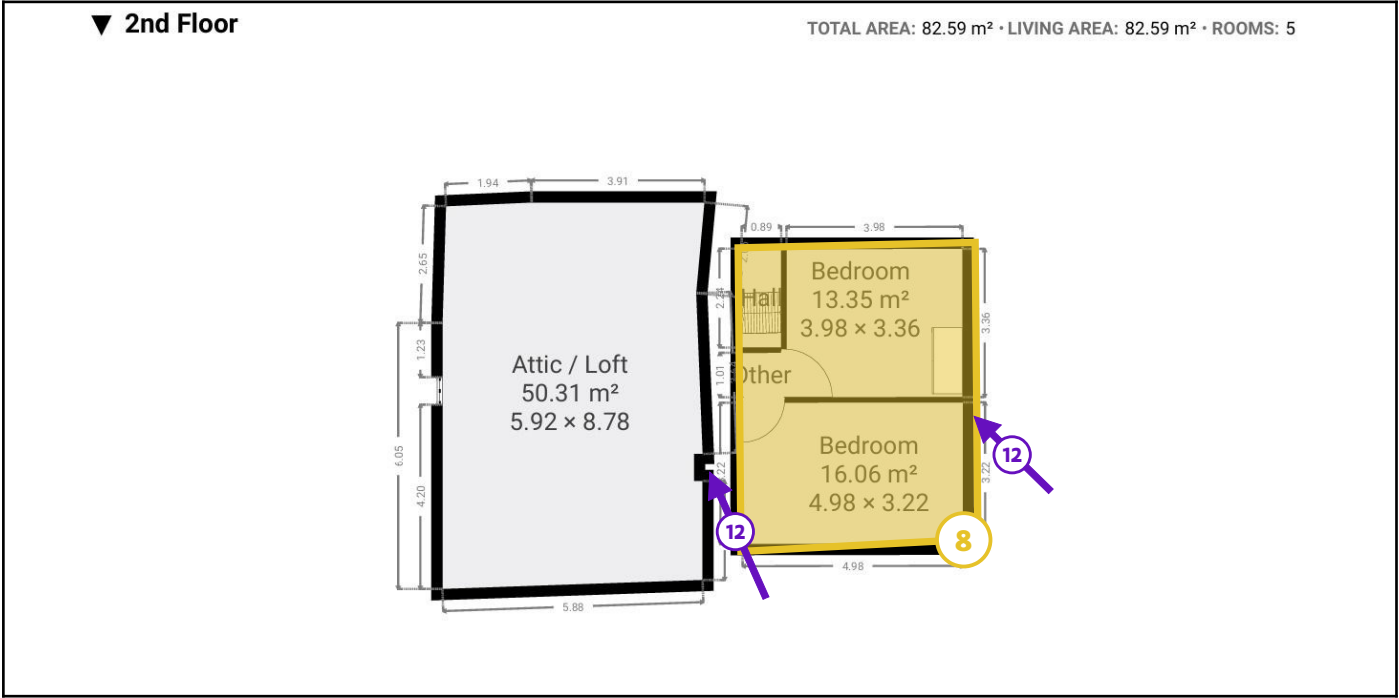 ▼ 2nd Floor
TOTAL AREA: 82.59 m² · LIVING AREA: 82.59 m² · ROOMS: 5
1.94
3.91
0.89
3.98
2.65
Bedroom
13.35 m²
3.98 × 3.36
Hall
3.36
1.23
Attic / Loft
50.31 m²
5.92 × 8.78
Other
1.01
6.05
4.20
Bedroom
16.06 m²
4.98 × 3.22
3.22
12
12
8
4.98
5.88